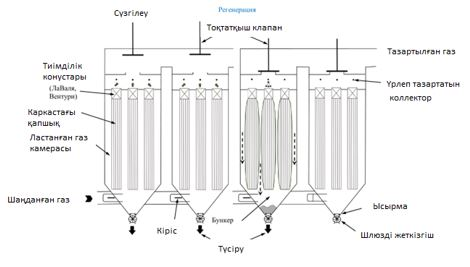 Регенерация
Сүзгілеу
Тоқтатқыш клапан
Тазартылған газ
Тиімділік
конустары
(ЛаВаля,
Вентури)
Үрлеп тазартатын
коллектор
Каркастағы
қапшық
Ластанған газ
камерасы
Шаңданған газ
Кіріс
Бункер
Ысырма
Түсіру
Шлюзді жеткізгіш